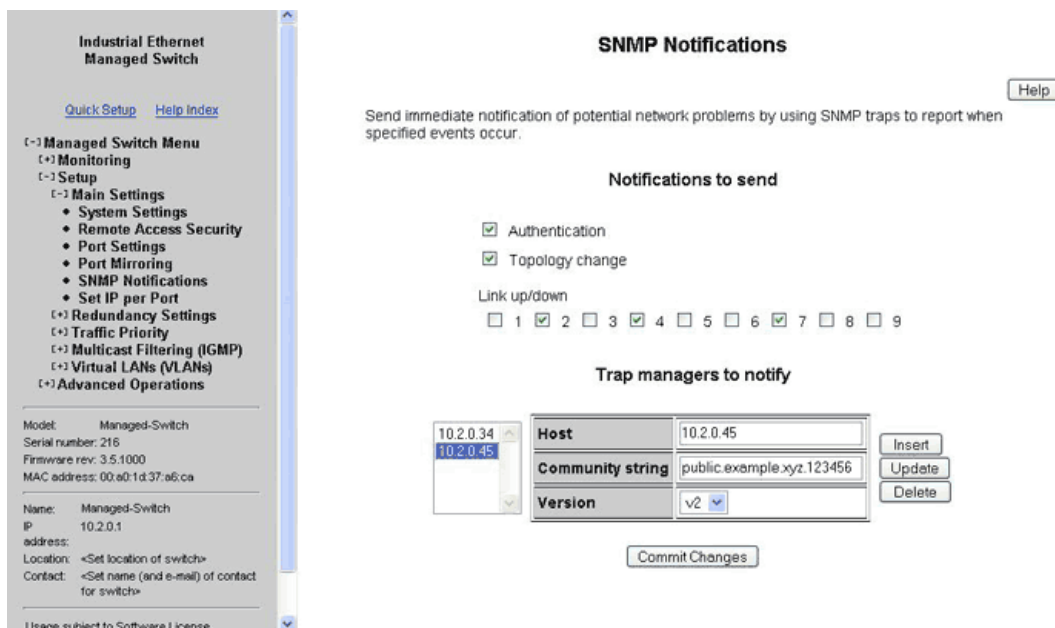 Industrial Ethernet
Managed Switch
Quick Setup Help Index
[-] Managed Switch Menu
[+] Monitoring
[-] Setup
[-] Main Settings
• System Settings
• Remote Access Security
• Port Settings
• Port Mirroring
• SNMP Notifications
• Set IP per Port
[+] Redundancy Settings
[+] Traffic Priority
[+] Multicast Filtering (IGMP)
[+] Virtual LANs (VLANs)
[+] Advanced Operations
Model: Managed-Switch
Serial number: 216
Firmware rev: 3.5.1000
MAC address: 00:a0:1d:37:a6:ca
Name: Managed-Switch
IP address: 10.2.0.1
Location: <Set location of switch>
Contact: <Set name (and e-mail) of contact
for switch>
Usage subject to Software License
SNMP Notifications
Help
Send immediate notification of potential network problems by using SNMP traps to report when
specified events occur.
Notifications to send
Authentication
Topology change
Link up/down
1 2 3 4 5 6 7 8 9
Trap managers to notify
10.2.0.34
10.2.0.45
Host 10.2.0.45
Community string public.example.xyz.123456
Version v2
Insert
Update
Delete
Commit Changes